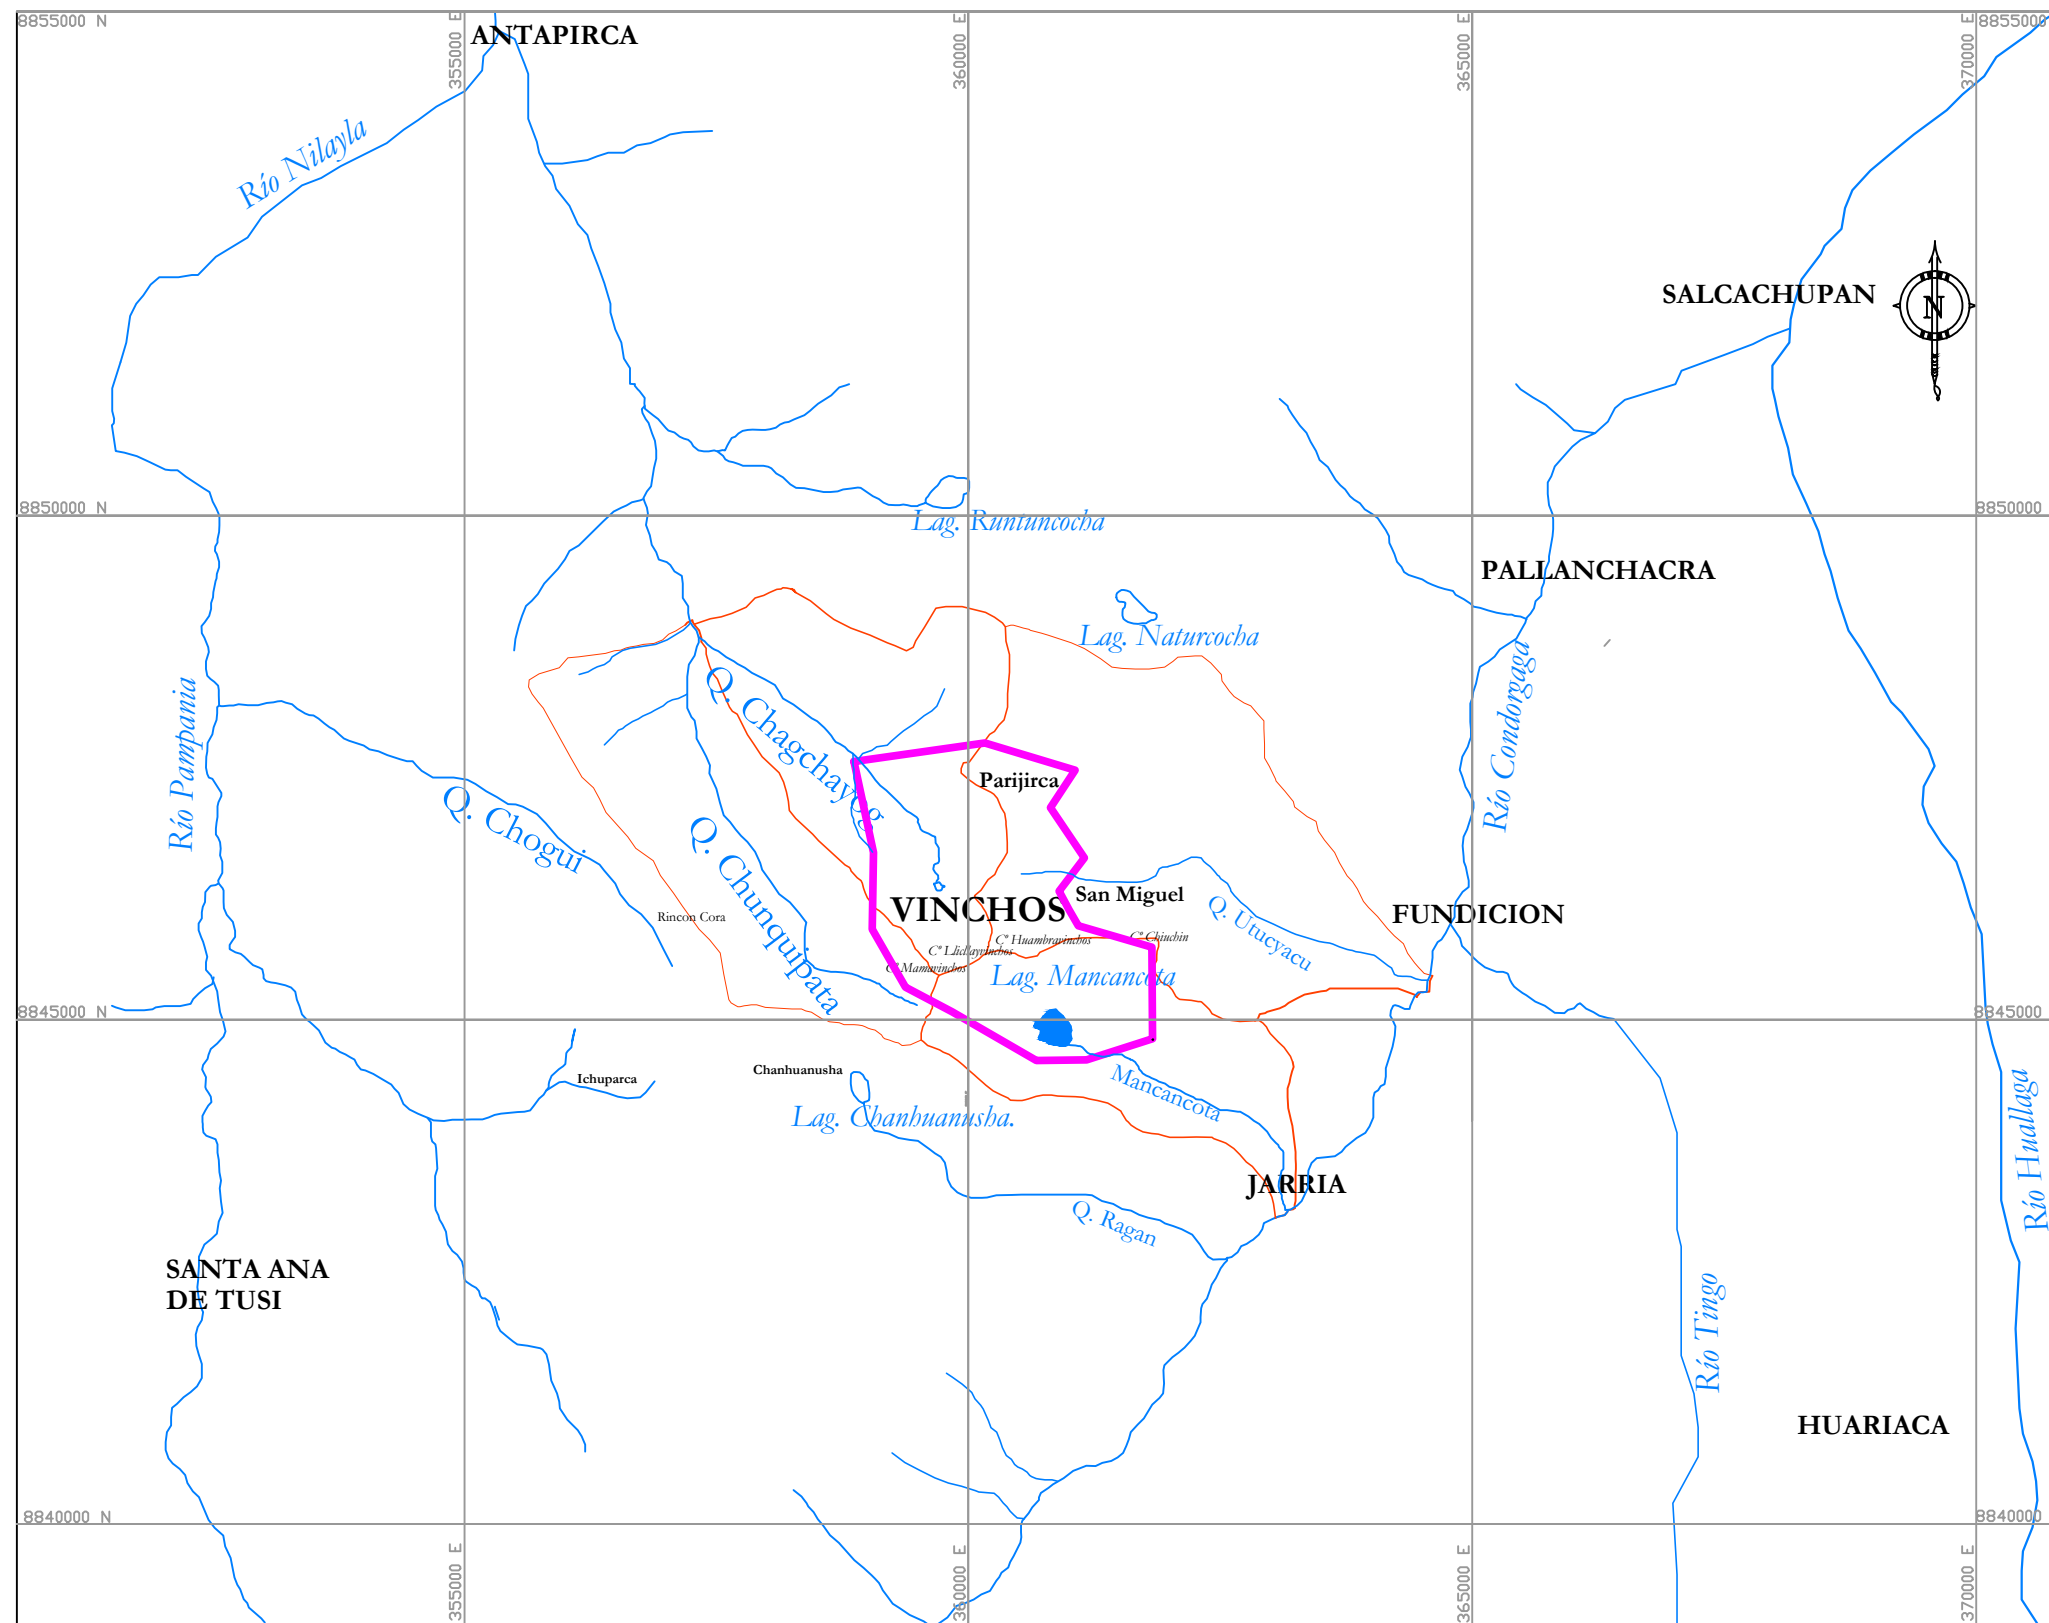 8855000 N
355000 E
ANTAPIRCA
360000 E
365000 E
370000 E
8855000
Río Nilayla
SALCACHUPAN
N
8850000 N
Lag. Runtuncocha
8850000
PALLANCHACRA
Lag. Naturcocha
Río Condorgaga
Río Pampania
Q. Chagchayog
Parijirca
Q. Chogui
Q. Chunquipata
VINCHOS
San Miguel
Rincon Cora
Q. Utucyacu
FUNDICION
C° Chiuchin
C° Huambravinchos
C° Llicllayvinchos
C° Mamavinchos
Lag. Mancancota
8845000 N
8845000
Chanhuanusha
Ichuparca
Mancancota
Lag. Chanhuanusha.
Río Huallaga
JARRIA
Q. Ragan
SANTA ANA
DE TUSI
Río Tingo
HUARIACA
8840000 N
8840000
355000 E
360000 E
365000 E
370000 E